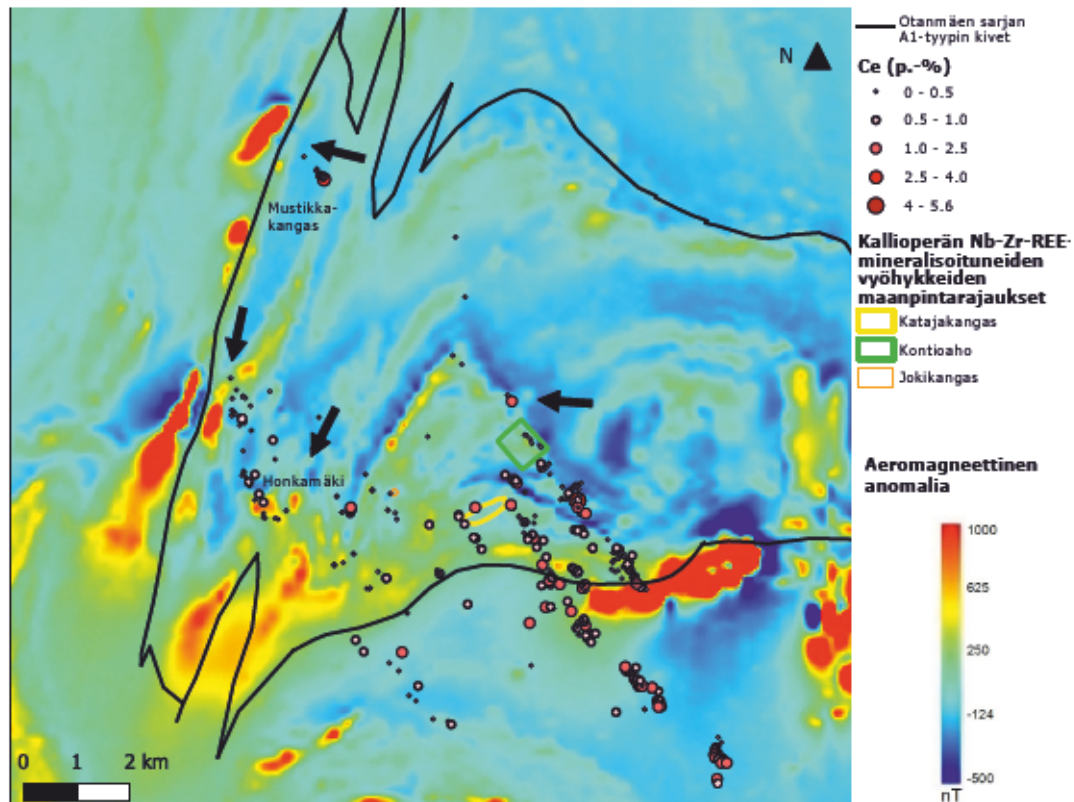 N
Mustikka-
kangas
Honkamäki
0 1 2 km
Otanmäen sarjan
A1-tyypin kivet
Ce (p.-%)
0 - 0.5
0.5 - 1.0
1.0 - 2.5
2.5 - 4.0
4 - 5.6
Kallioperän Nb-Zr-REE-
mineralisoituneiden
vyöhykkeiden
maanpintarajaukset
Katajakangas
Kontioaho
Jokikangas
Aeromagneettinen
anomalia
1000
625
250
-124
-500
nT